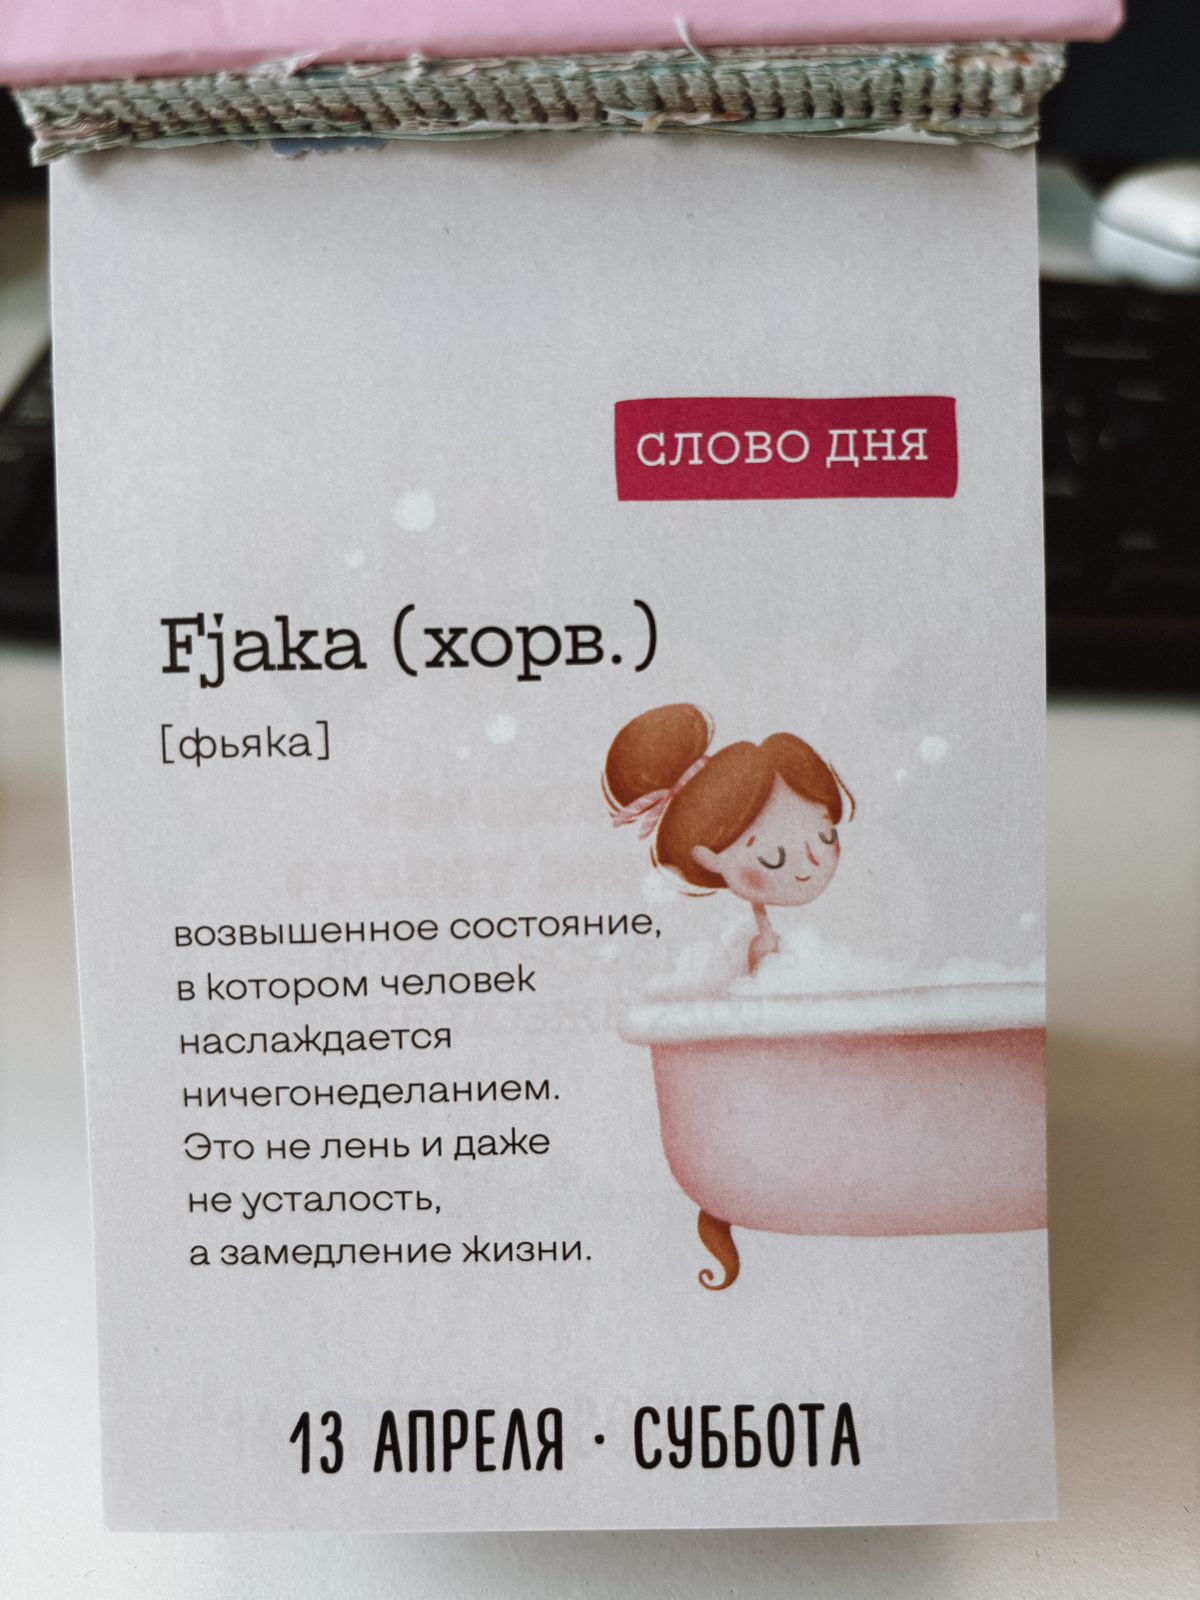 СЛОВО ДНЯ
Fjaka (хорв.)
[фьяка]
возвышенное состояние,
в котором человек
наслаждается
ничегонеделанием.
Это не лень и даже
не усталость,
а замедление жизни.
13 АПРЕЛЯ · СУББОТА